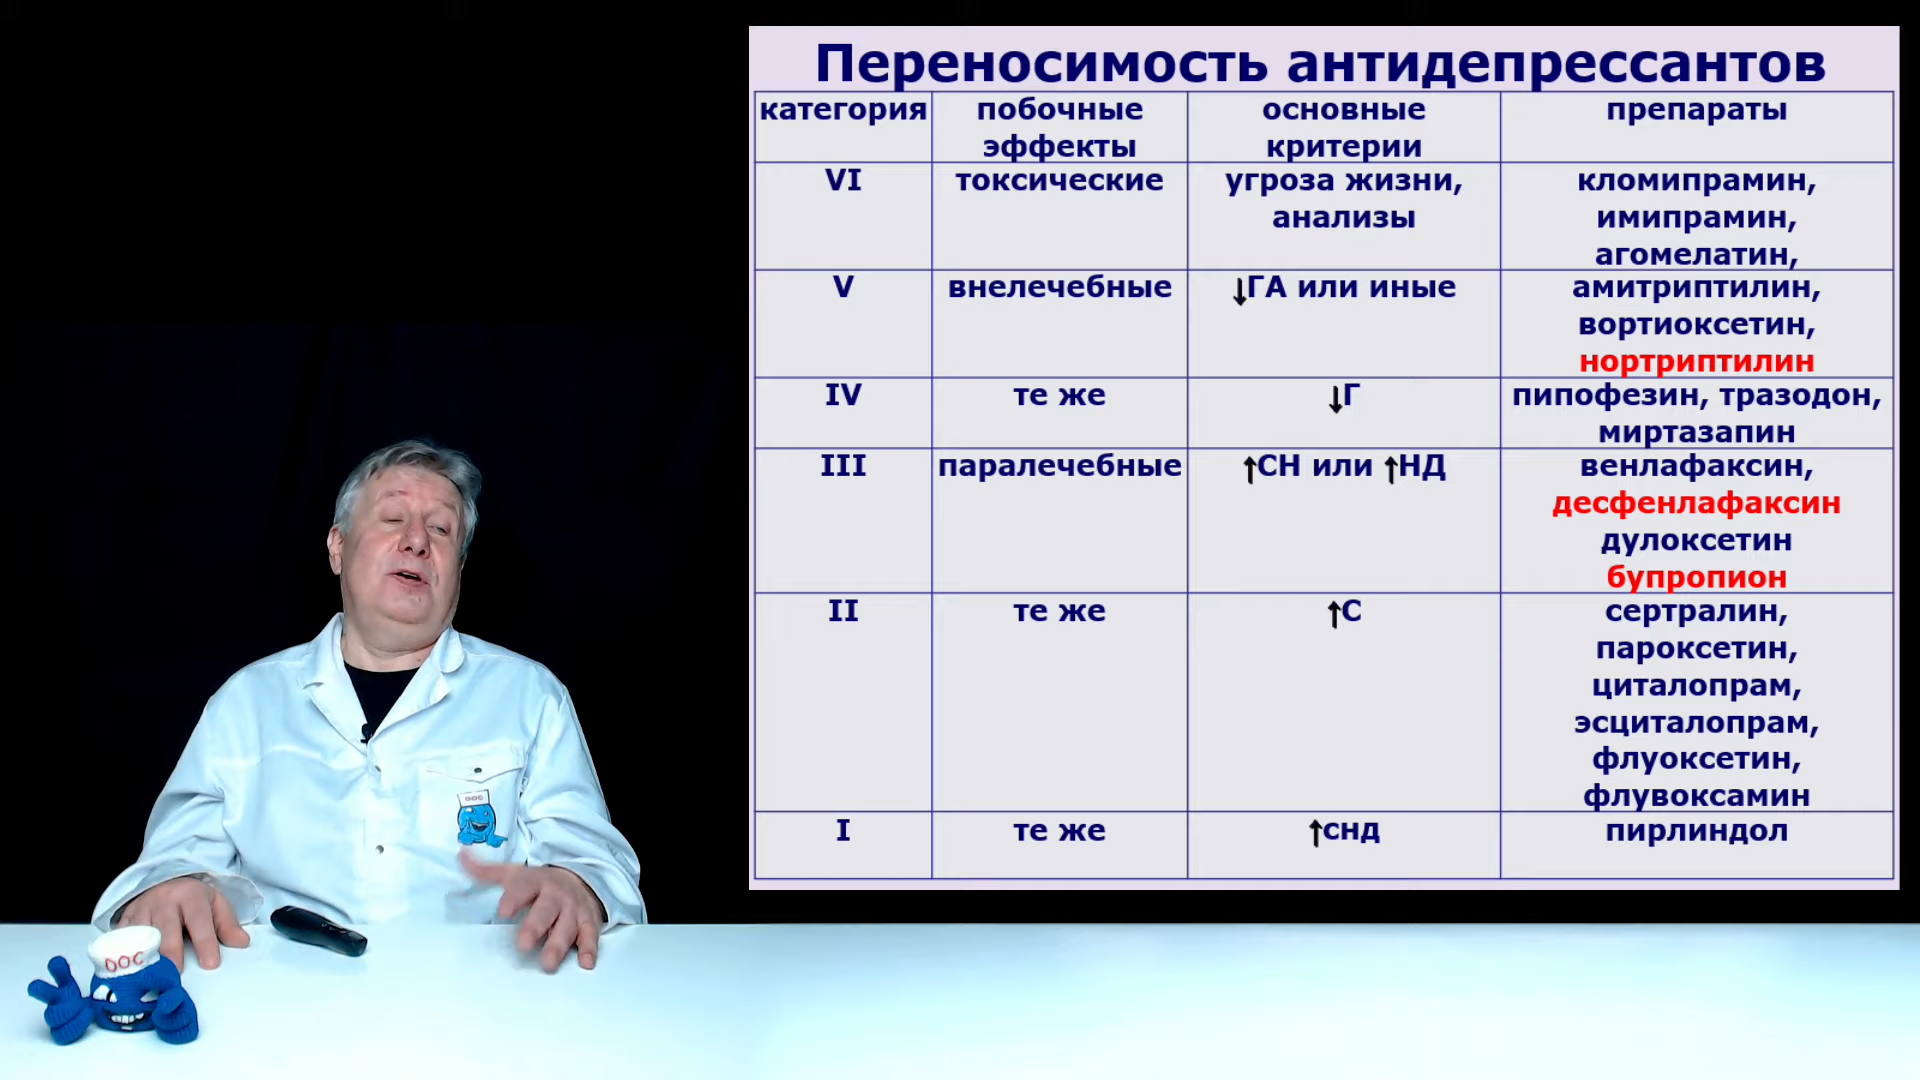 Переносимость антидепрессантов
категория
побочные
эффекты
основные
критерии
препараты
VI
токсические
угроза жизни,
анализы
кломипрамин,
имипрамин,
агомелатин,
V
внелечебные
↓ГА или иные
амитриптилин,
вортиоксетин,
нортриптилин
IV
те же
↓Г
пипофезин, тразодон,
миртазапин
III
паралечебные
↑СН или ↑НД
венлафаксин,
десфенлафаксин
дулоксетин
бупропион
II
те же
↑С
сертралин,
пароксетин,
циталопрам,
эсциталопрам,
флуоксетин,
флувоксамин
I
те же
↑снд
пирлиндол
DOC
DOC